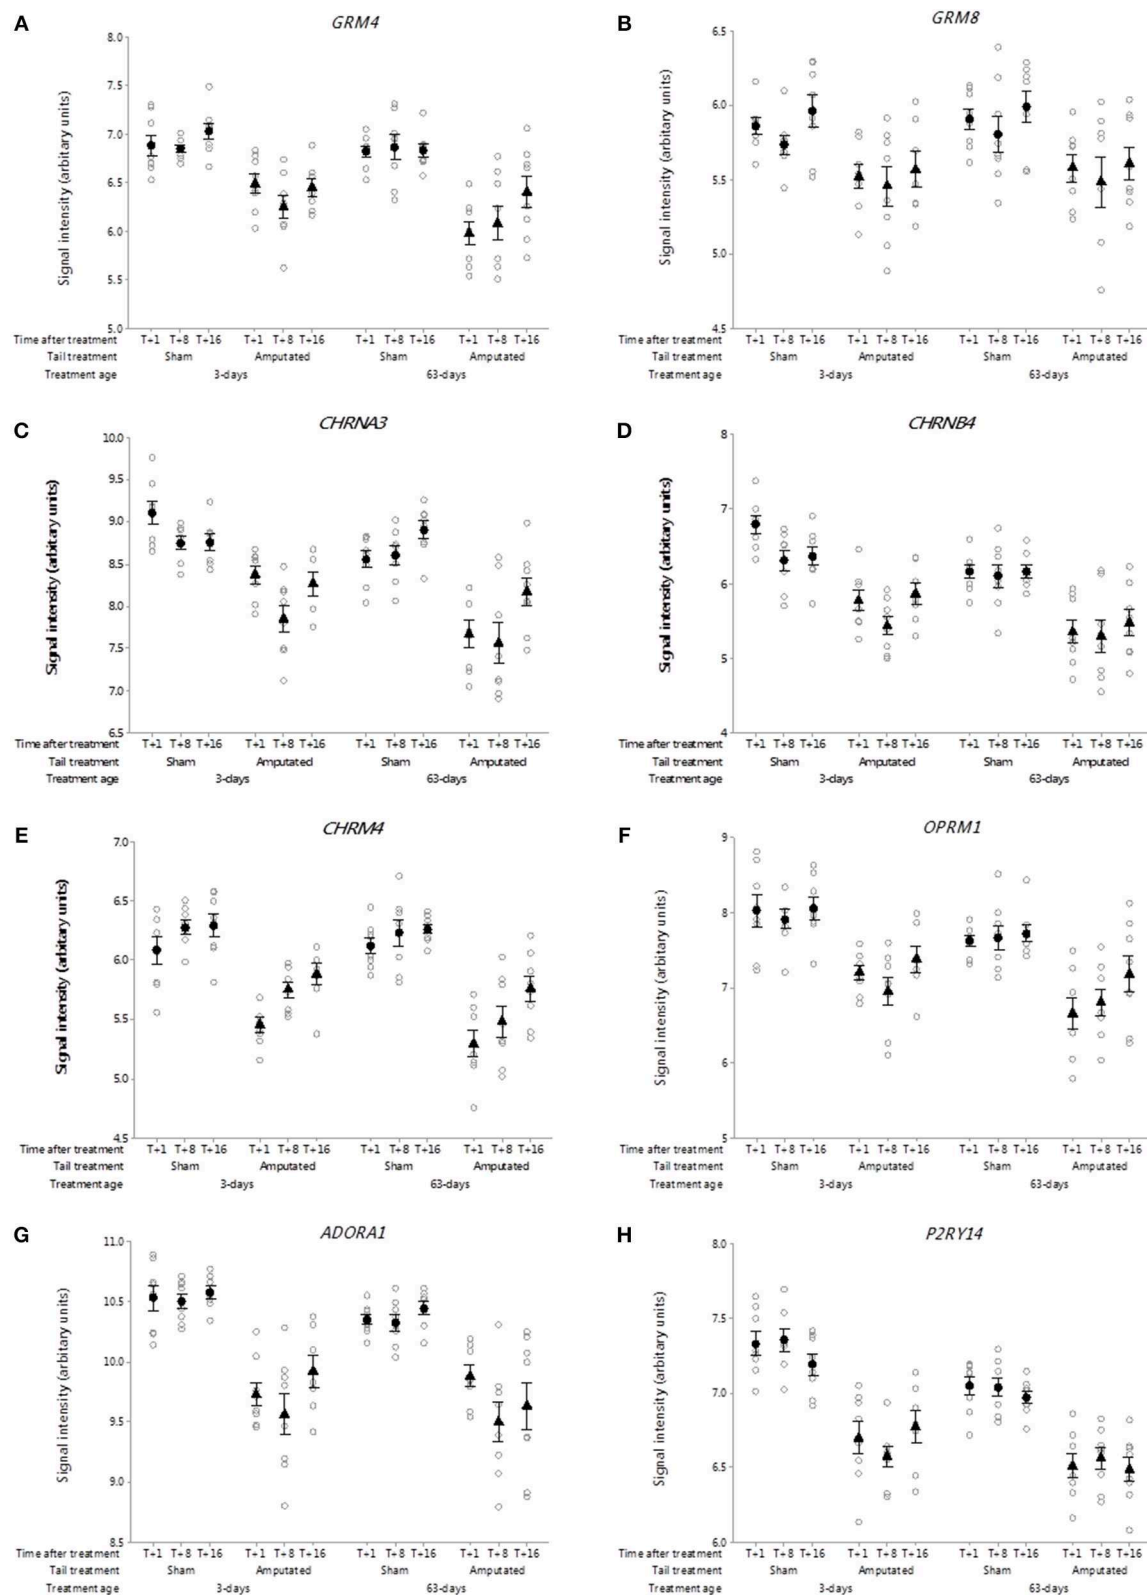 A
GRM4
8.0
7.5
7.0
6.5
6.0
5.5
5.0
Signal intensity (arbitary units)
Time after treatment T+1 T+8 T+16 T+1 T+8 T+16 T+1 T+8 T+16 T+1 T+8 T+16
Tail treatment Sham Amputated Sham Amputated
Treatment age 3-days 63-days
B
GRM8
6.5
6.0
5.5
5.0
4.5
Signal intensity (arbitary units)
Time after treatment T+1 T+8 T+16 T+1 T+8 T+16 T+1 T+8 T+16 T+1 T+8 T+16
Tail treatment Sham Amputated Sham Amputated
Treatment age 3-days 63-days
C
CHRNA3
10.0
9.5
9.0
8.5
8.0
7.5
7.0
6.5
Signal intensity (arbitary units)
Time after treatment T+1 T+8 T+16 T+1 T+8 T+16 T+1 T+8 T+16 T+1 T+8 T+16
Tail treatment Sham Amputated Sham Amputated
Treatment age 3-days 63-days
D
CHRNB4
8
7
6
5
4
Signal intensity (arbitary units)
Time after treatment T+1 T+8 T+16 T+1 T+8 T+16 T+1 T+8 T+16 T+1 T+8 T+16
Tail treatment Sham Amputated Sham Amputated
Treatment age 3-days 63-days
E
CHRM4
7.0
6.5
6.0
5.5
5.0
4.5
Signal intensity (arbitary units)
Time after treatment T+1 T+8 T+16 T+1 T+8 T+16 T+1 T+8 T+16 T+1 T+8 T+16
Tail treatment Sham Amputated Sham Amputated
Treatment age 3-days 63-days
F
OPRM1
9
8
7
6
5
Signal intensity (arbitary units)
Time after treatment T+1 T+8 T+16 T+1 T+8 T+16 T+1 T+8 T+16 T+1 T+8 T+16
Tail treatment Sham Amputated Sham Amputated
Treatment age 3-days 63-days
G
ADORA1
11.0
10.5
10.0
9.5
9.0
8.5
Signal intensity (arbitary units)
Time after treatment T+1 T+8 T+16 T+1 T+8 T+16 T+1 T+8 T+16 T+1 T+8 T+16
Tail treatment Sham Amputated Sham Amputated
Treatment age 3-days 63-days
H
P2RY14
8.0
7.5
7.0
6.5
6.0
Signal intensity (arbitary units)
Time after treatment T+1 T+8 T+16 T+1 T+8 T+16 T+1 T+8 T+16 T+1 T+8 T+16
Tail treatment Sham Amputated Sham Amputated
Treatment age 3-days 63-days